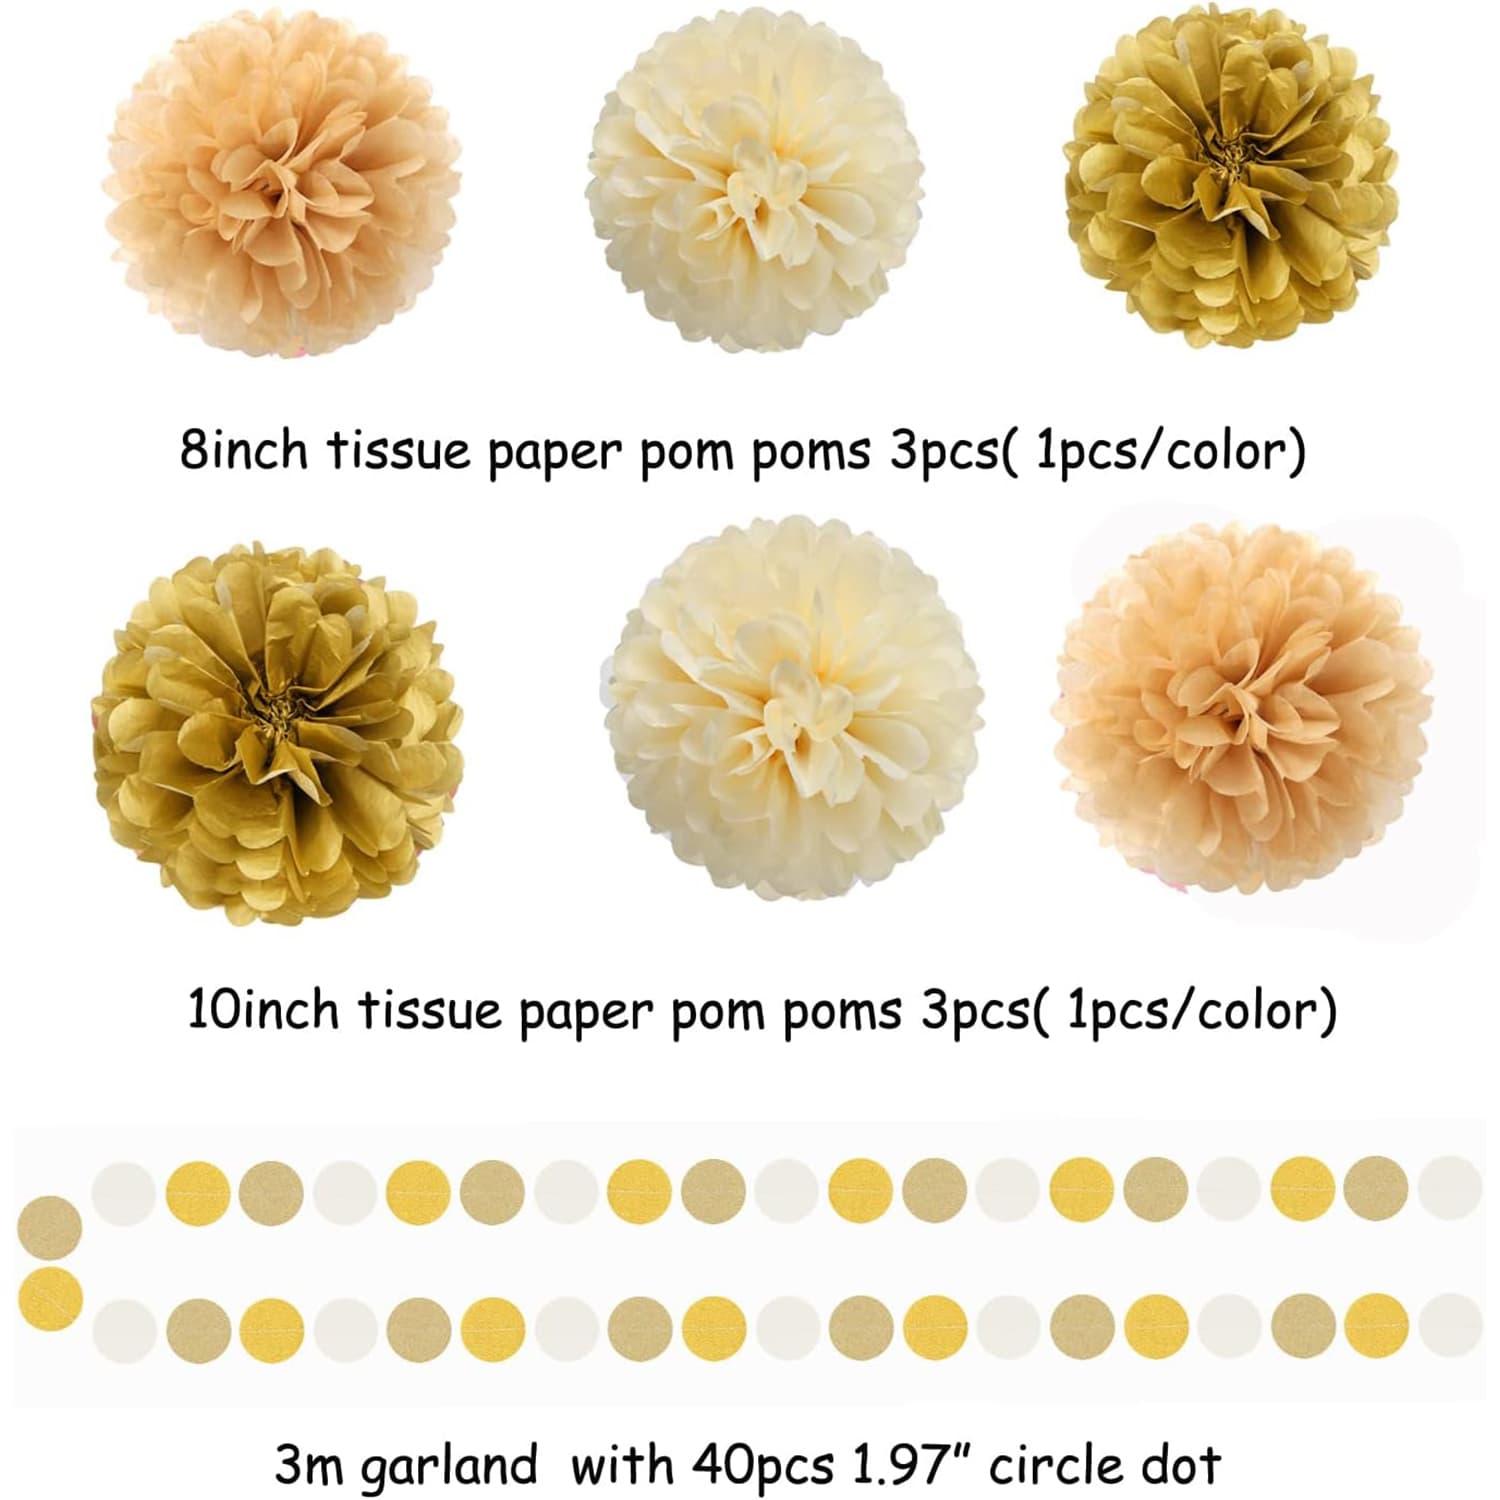 8inch tissue paper pom poms 3pcs( 1pcs/color)
10inch tissue paper pom poms 3pcs( 1pcs/color)
3m garland  with 40pcs 1.97" circle dot